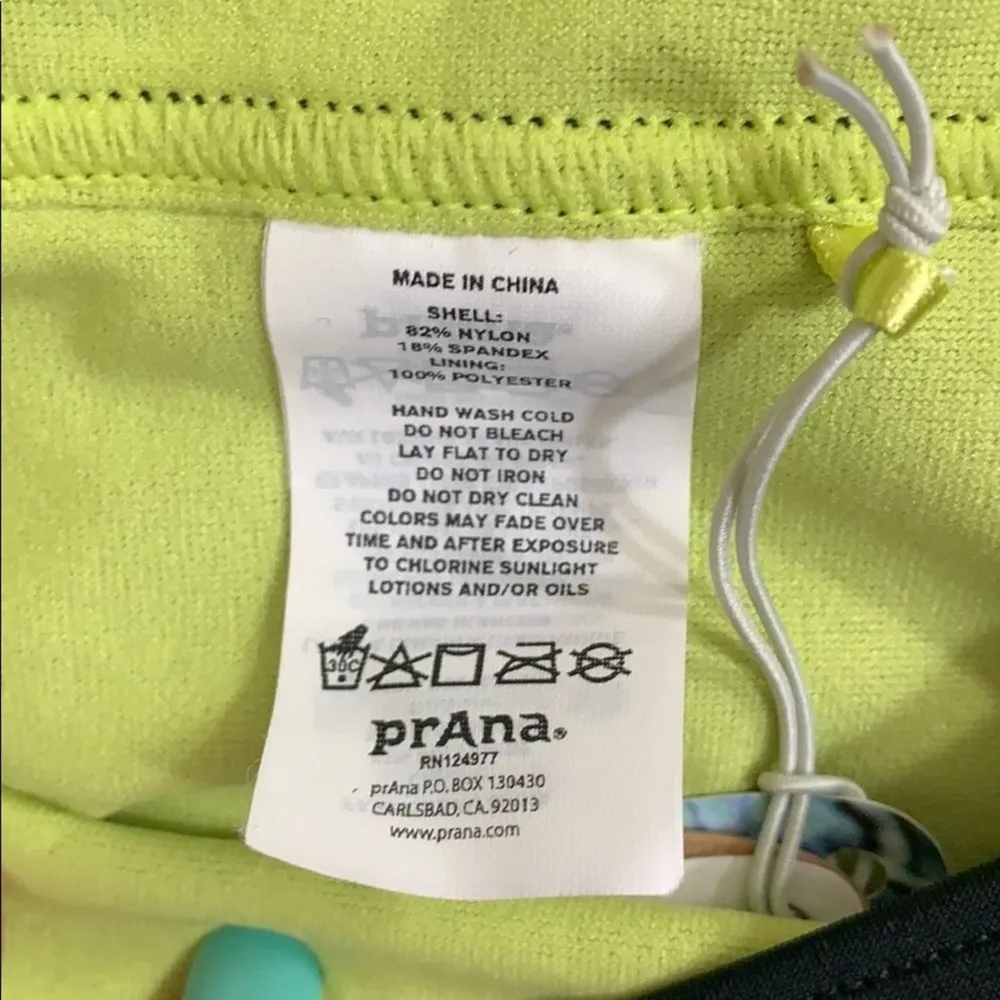 MADE IN CHINA
SHELL:
82% NYLON
18% SPANDEX
LINING:
100% POLYESTER
HAND WASH COLD
DO NOT BLEACH
LAY FLAT TO DRY
DO NOT IRON
DO NOT DRY CLEAN
COLORS MAY FADE OVER
TIME AND AFTER EXPOSURE
TO CHLORINE SUNLIGHT
LOTIONS AND/OR OILS
30C
prAna®
RN124977
prAna P.O. BOX 130430
CARLSBAD, CA. 92013
www.prana.com